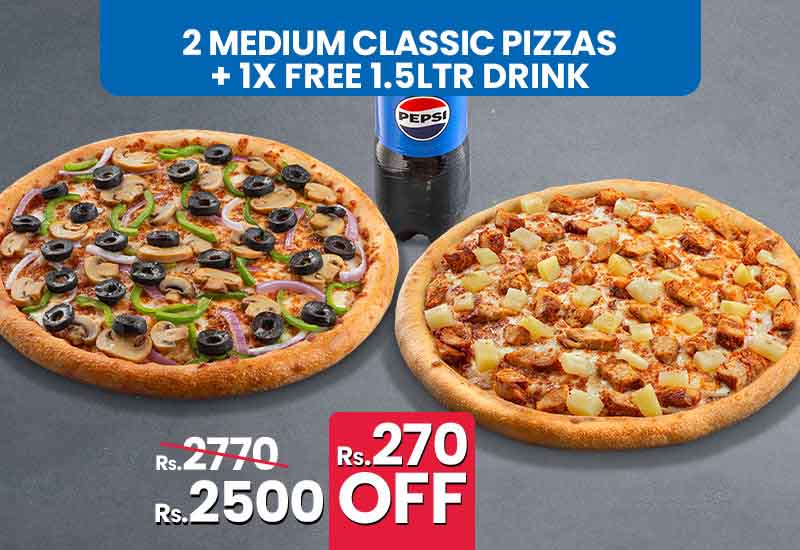 2 MEDIUM CLASSIC PIZZAS
+ 1X FREE 1.5LTR DRINK
PEPSI
Rs.2770
Rs.2500
Rs.270
OFF